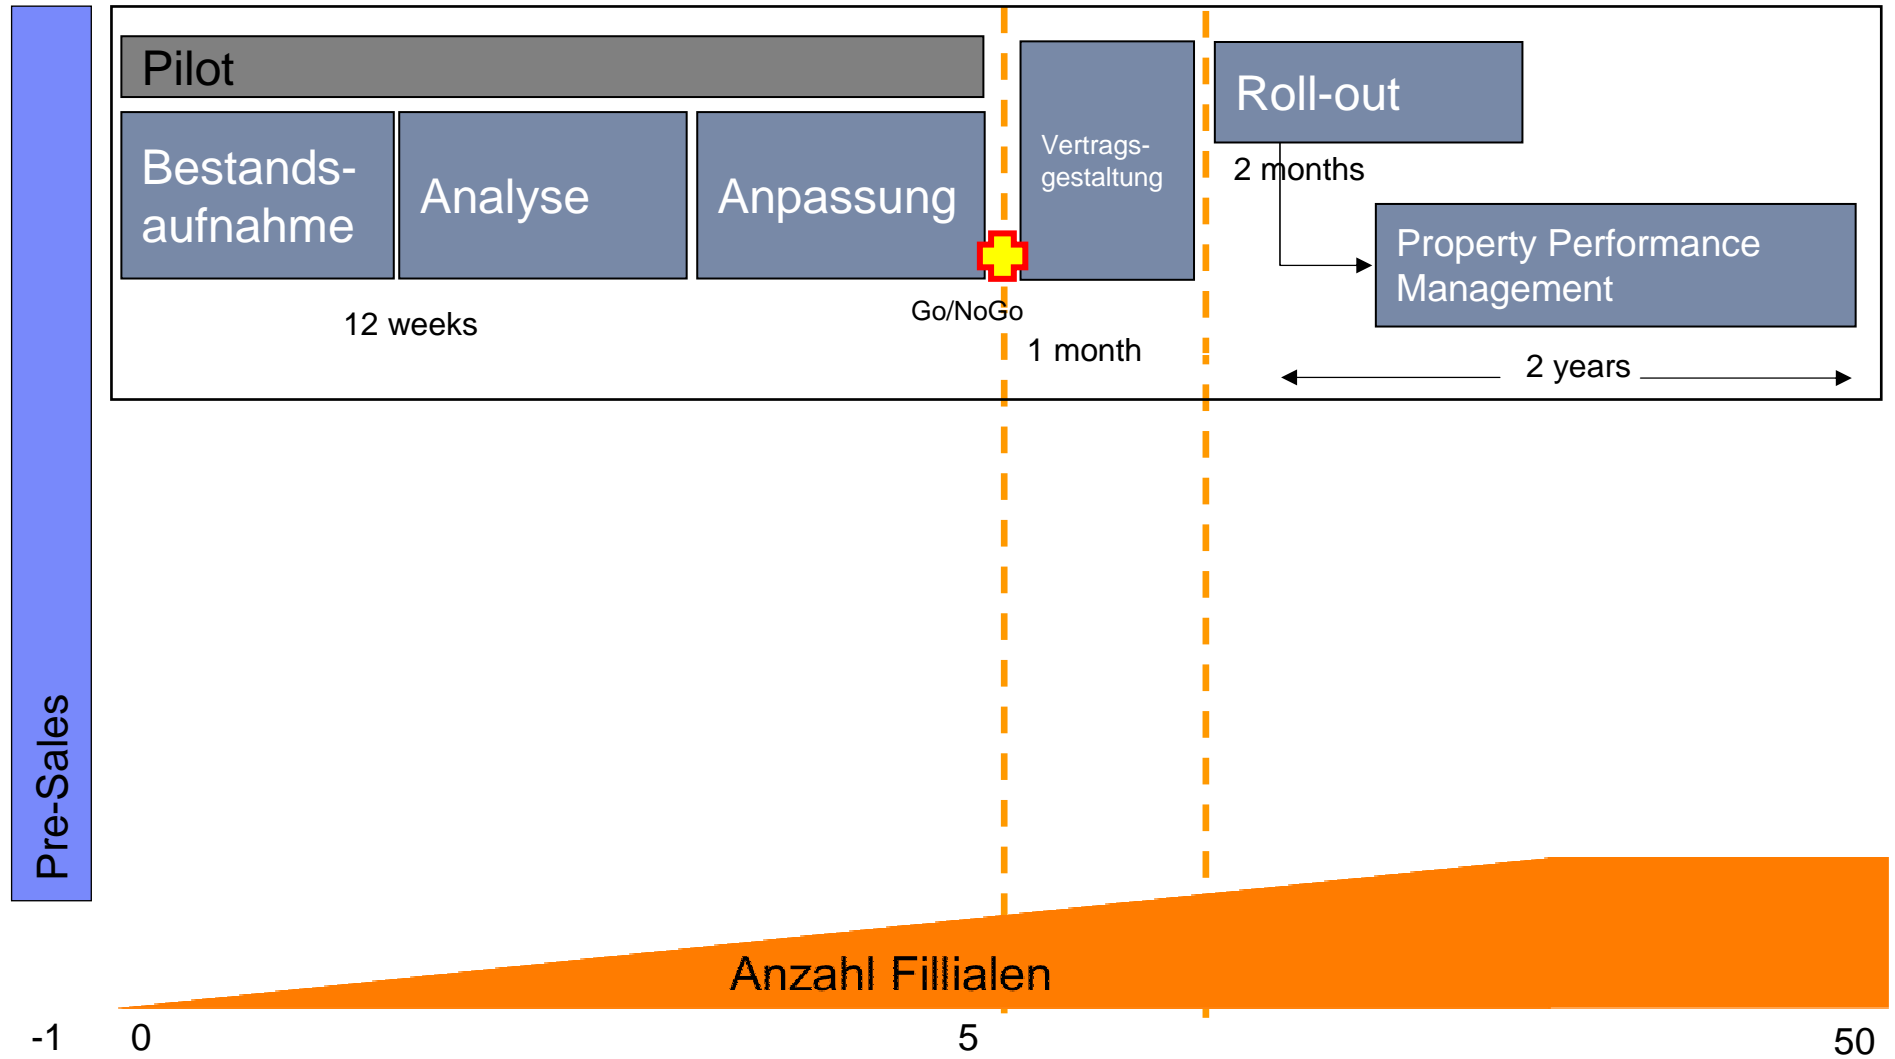 Pilot
Bestands-
aufnahme
Analyse
Anpassung
Vertrags-
gestaltung
Roll-out
2 months
Property Performance
Management
12 weeks
Go/NoGo
1 month
2 years
Pre-Sales
Anzahl Fillialen
-1
0
5
50